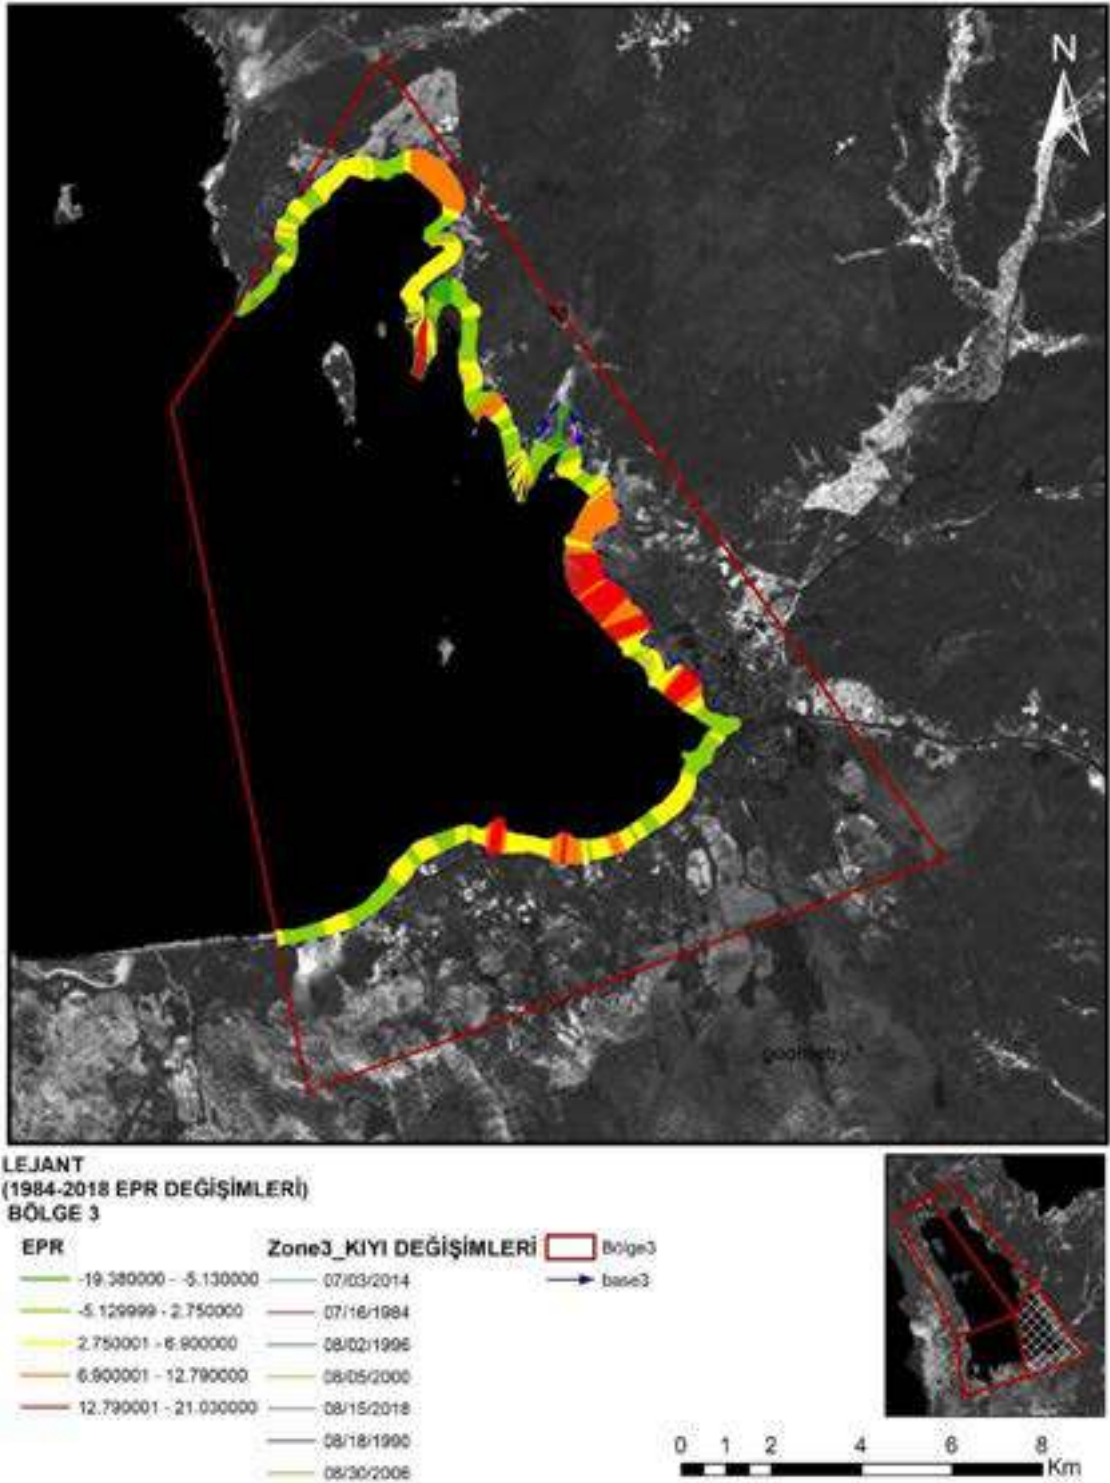 N
geometry *
LEJANT
(1984-2018 EPR DEĞİŞİMLERİ)
BÖLGE 3
EPR
-19.380000 - -5.130000
-5.129999 - 2.750000
2.750001 - 6.900000
6.900001 - 12.790000
12.790001 - 21.030000
Zone3_KIYI DEĞİŞİMLERİ
07/03/2014
07/16/1984
08/02/1996
08/05/2000
08/15/2018
08/18/1990
08/30/2006
Bölge3
base3
0 1 2 4 6 8
Km